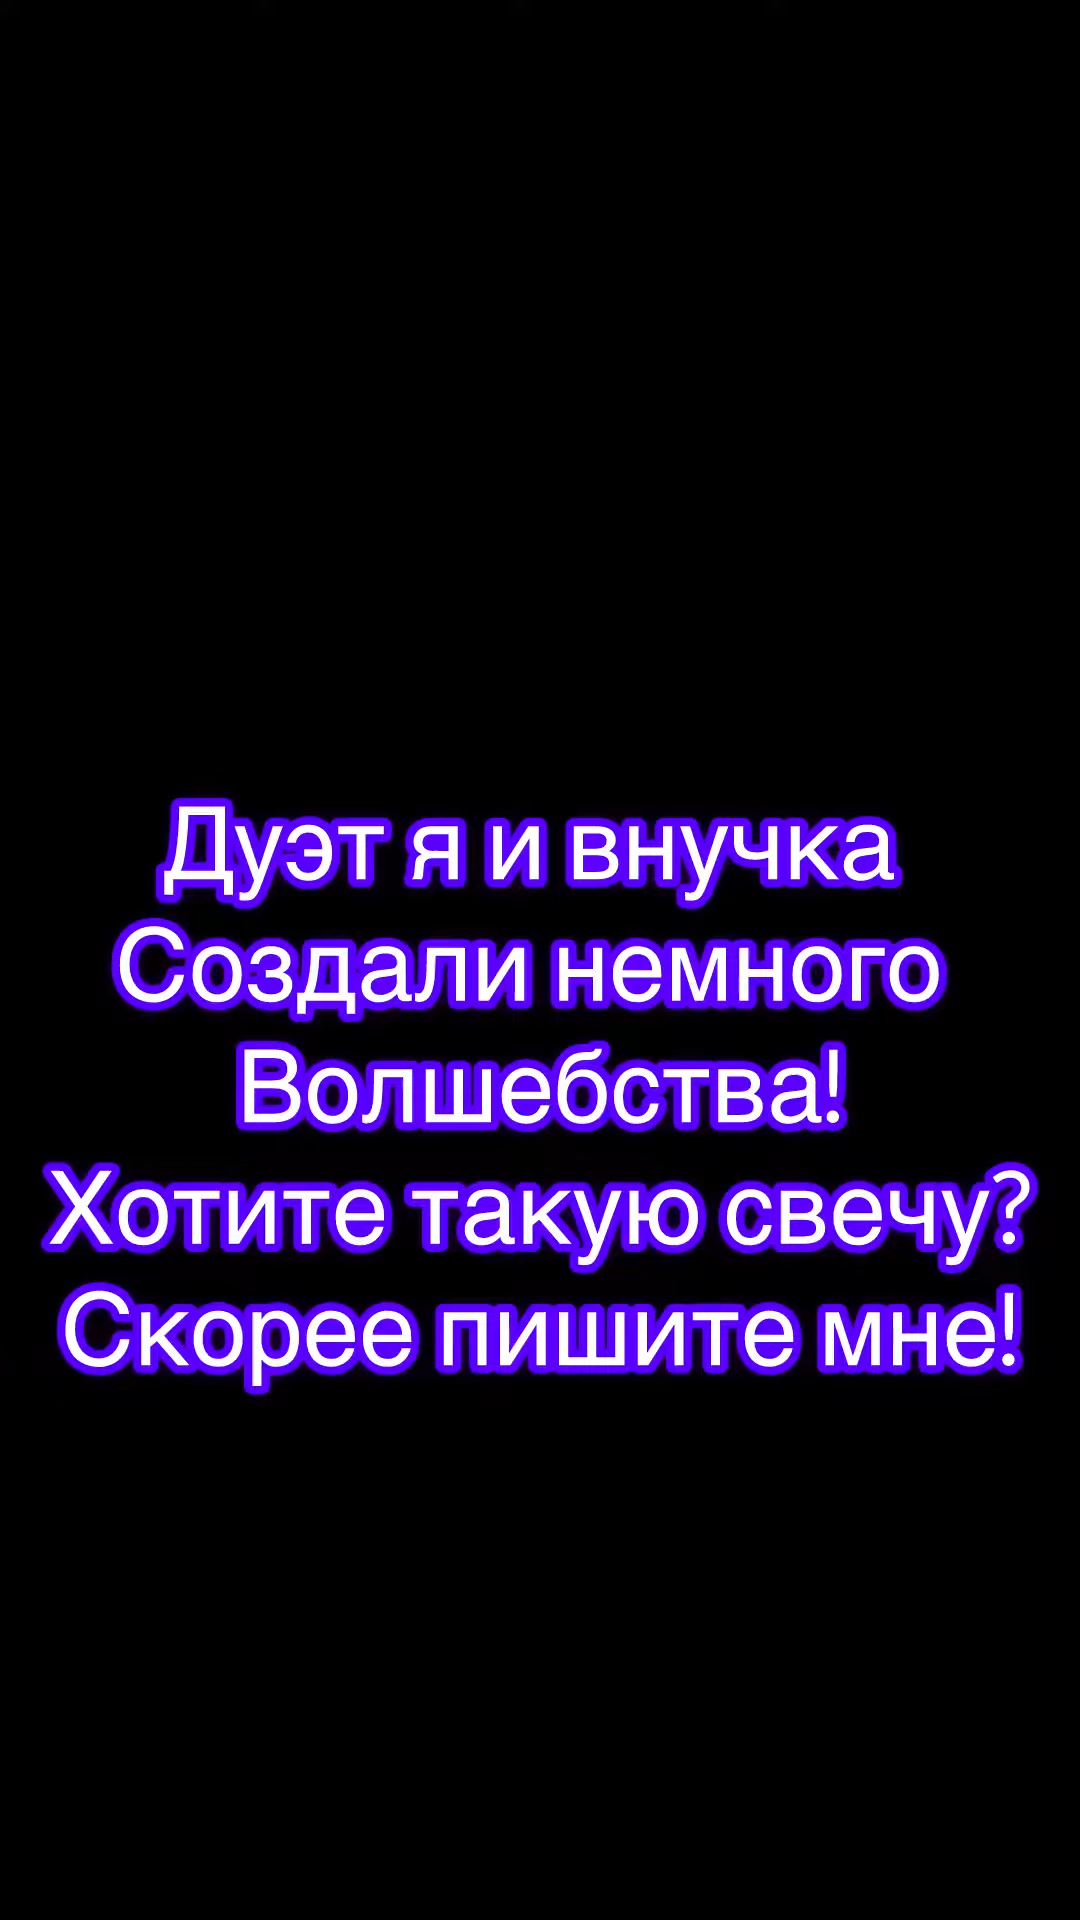 Дуэт я и внучка
Создали немного
Волшебства!
Хотите такую свечу?
Скорее пишите мне!